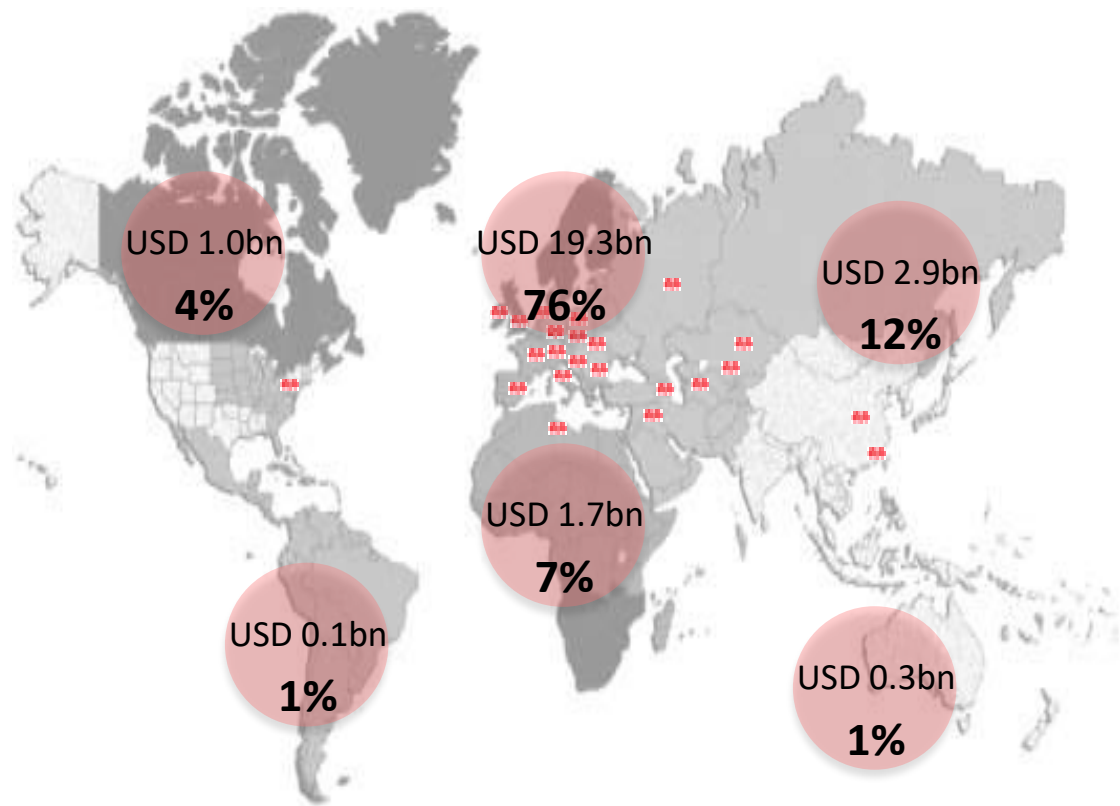 USD 1.0bn
4%
USD 19.3bn
76%
USD 2.9bn
12%
USD 1.7bn
7%
USD 0.1bn
1%
USD 0.3bn
1%